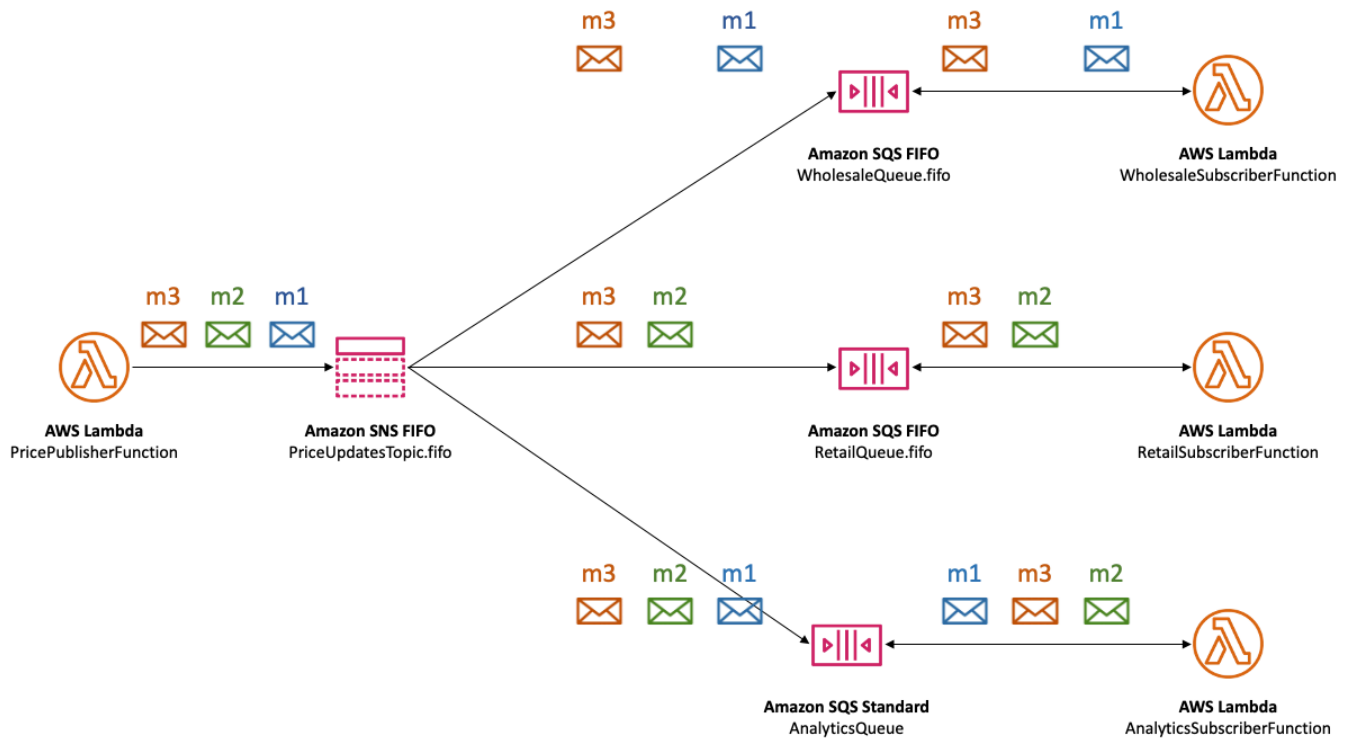 m3 m1 m3 m1
Amazon SQS FIFO
WholesaleQueue.fifo
AWS Lambda
WholesaleSubscriberFunction
m3 m2 m1 m3 m2 m3 m2
AWS Lambda
PricePublisherFunction
Amazon SNS FIFO
PriceUpdatesTopic.fifo
Amazon SQS FIFO
RetailQueue.fifo
AWS Lambda
RetailSubscriberFunction
m3 m2 m1 m1 m3 m2
Amazon SQS Standard
AnalyticsQueue
AWS Lambda
AnalyticsSubscriberFunction